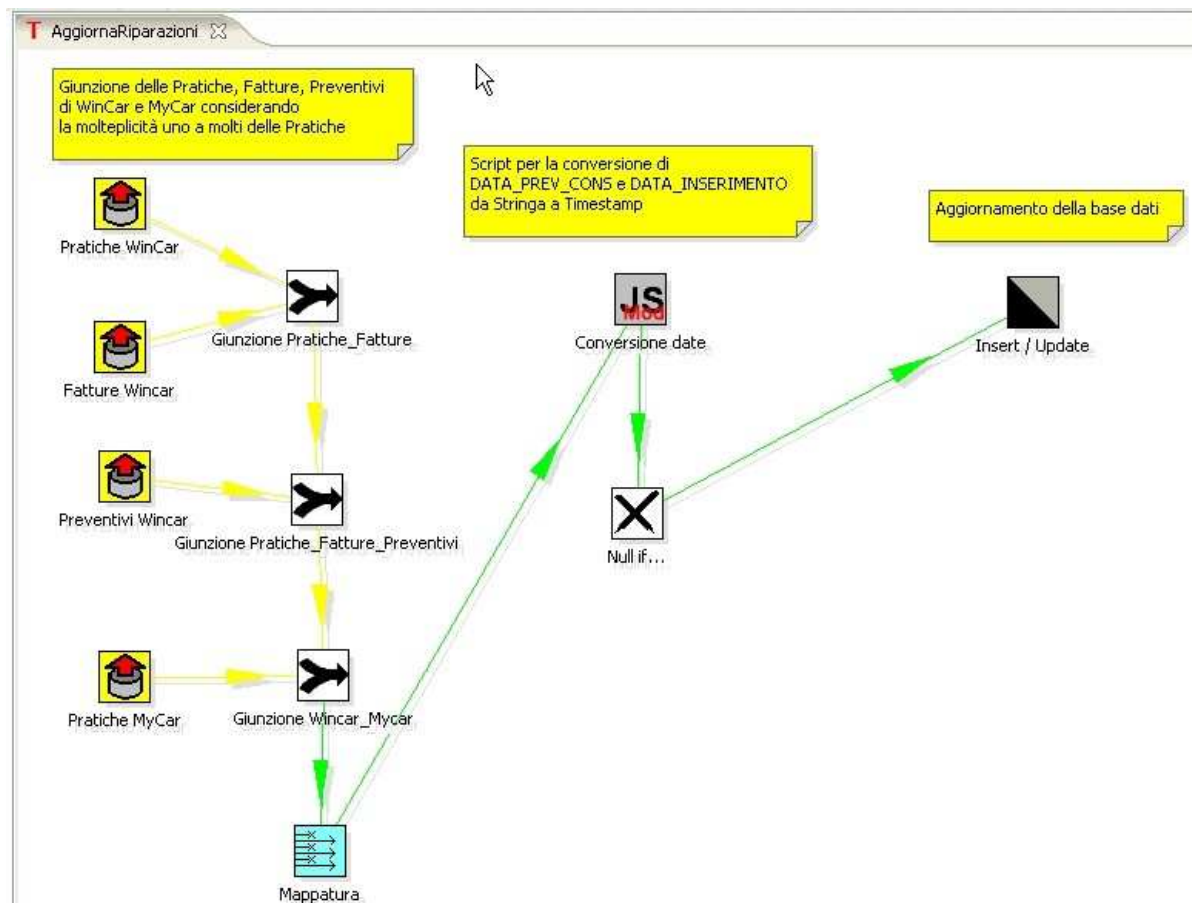 T AggiornaRiparazioni
Giunzione delle Pratiche, Fatture, Preventivi
di WinCar e MyCar considerando
la molteplicità uno a molti delle Pratiche
Script per la conversione di
DATA_PREV_CONS e DATA_INSERIMENTO
da Stringa a Timestamp
Aggiornamento della base dati
Pratiche WinCar
Giunzione Pratiche_Fatture
JS
Mod
Conversione date
Insert / Update
Fatture Wincar
Preventivi Wincar
Giunzione Pratiche_Fatture_Preventivi
Null if...
Pratiche MyCar
Giunzione Wincar_Mycar
Mappatura